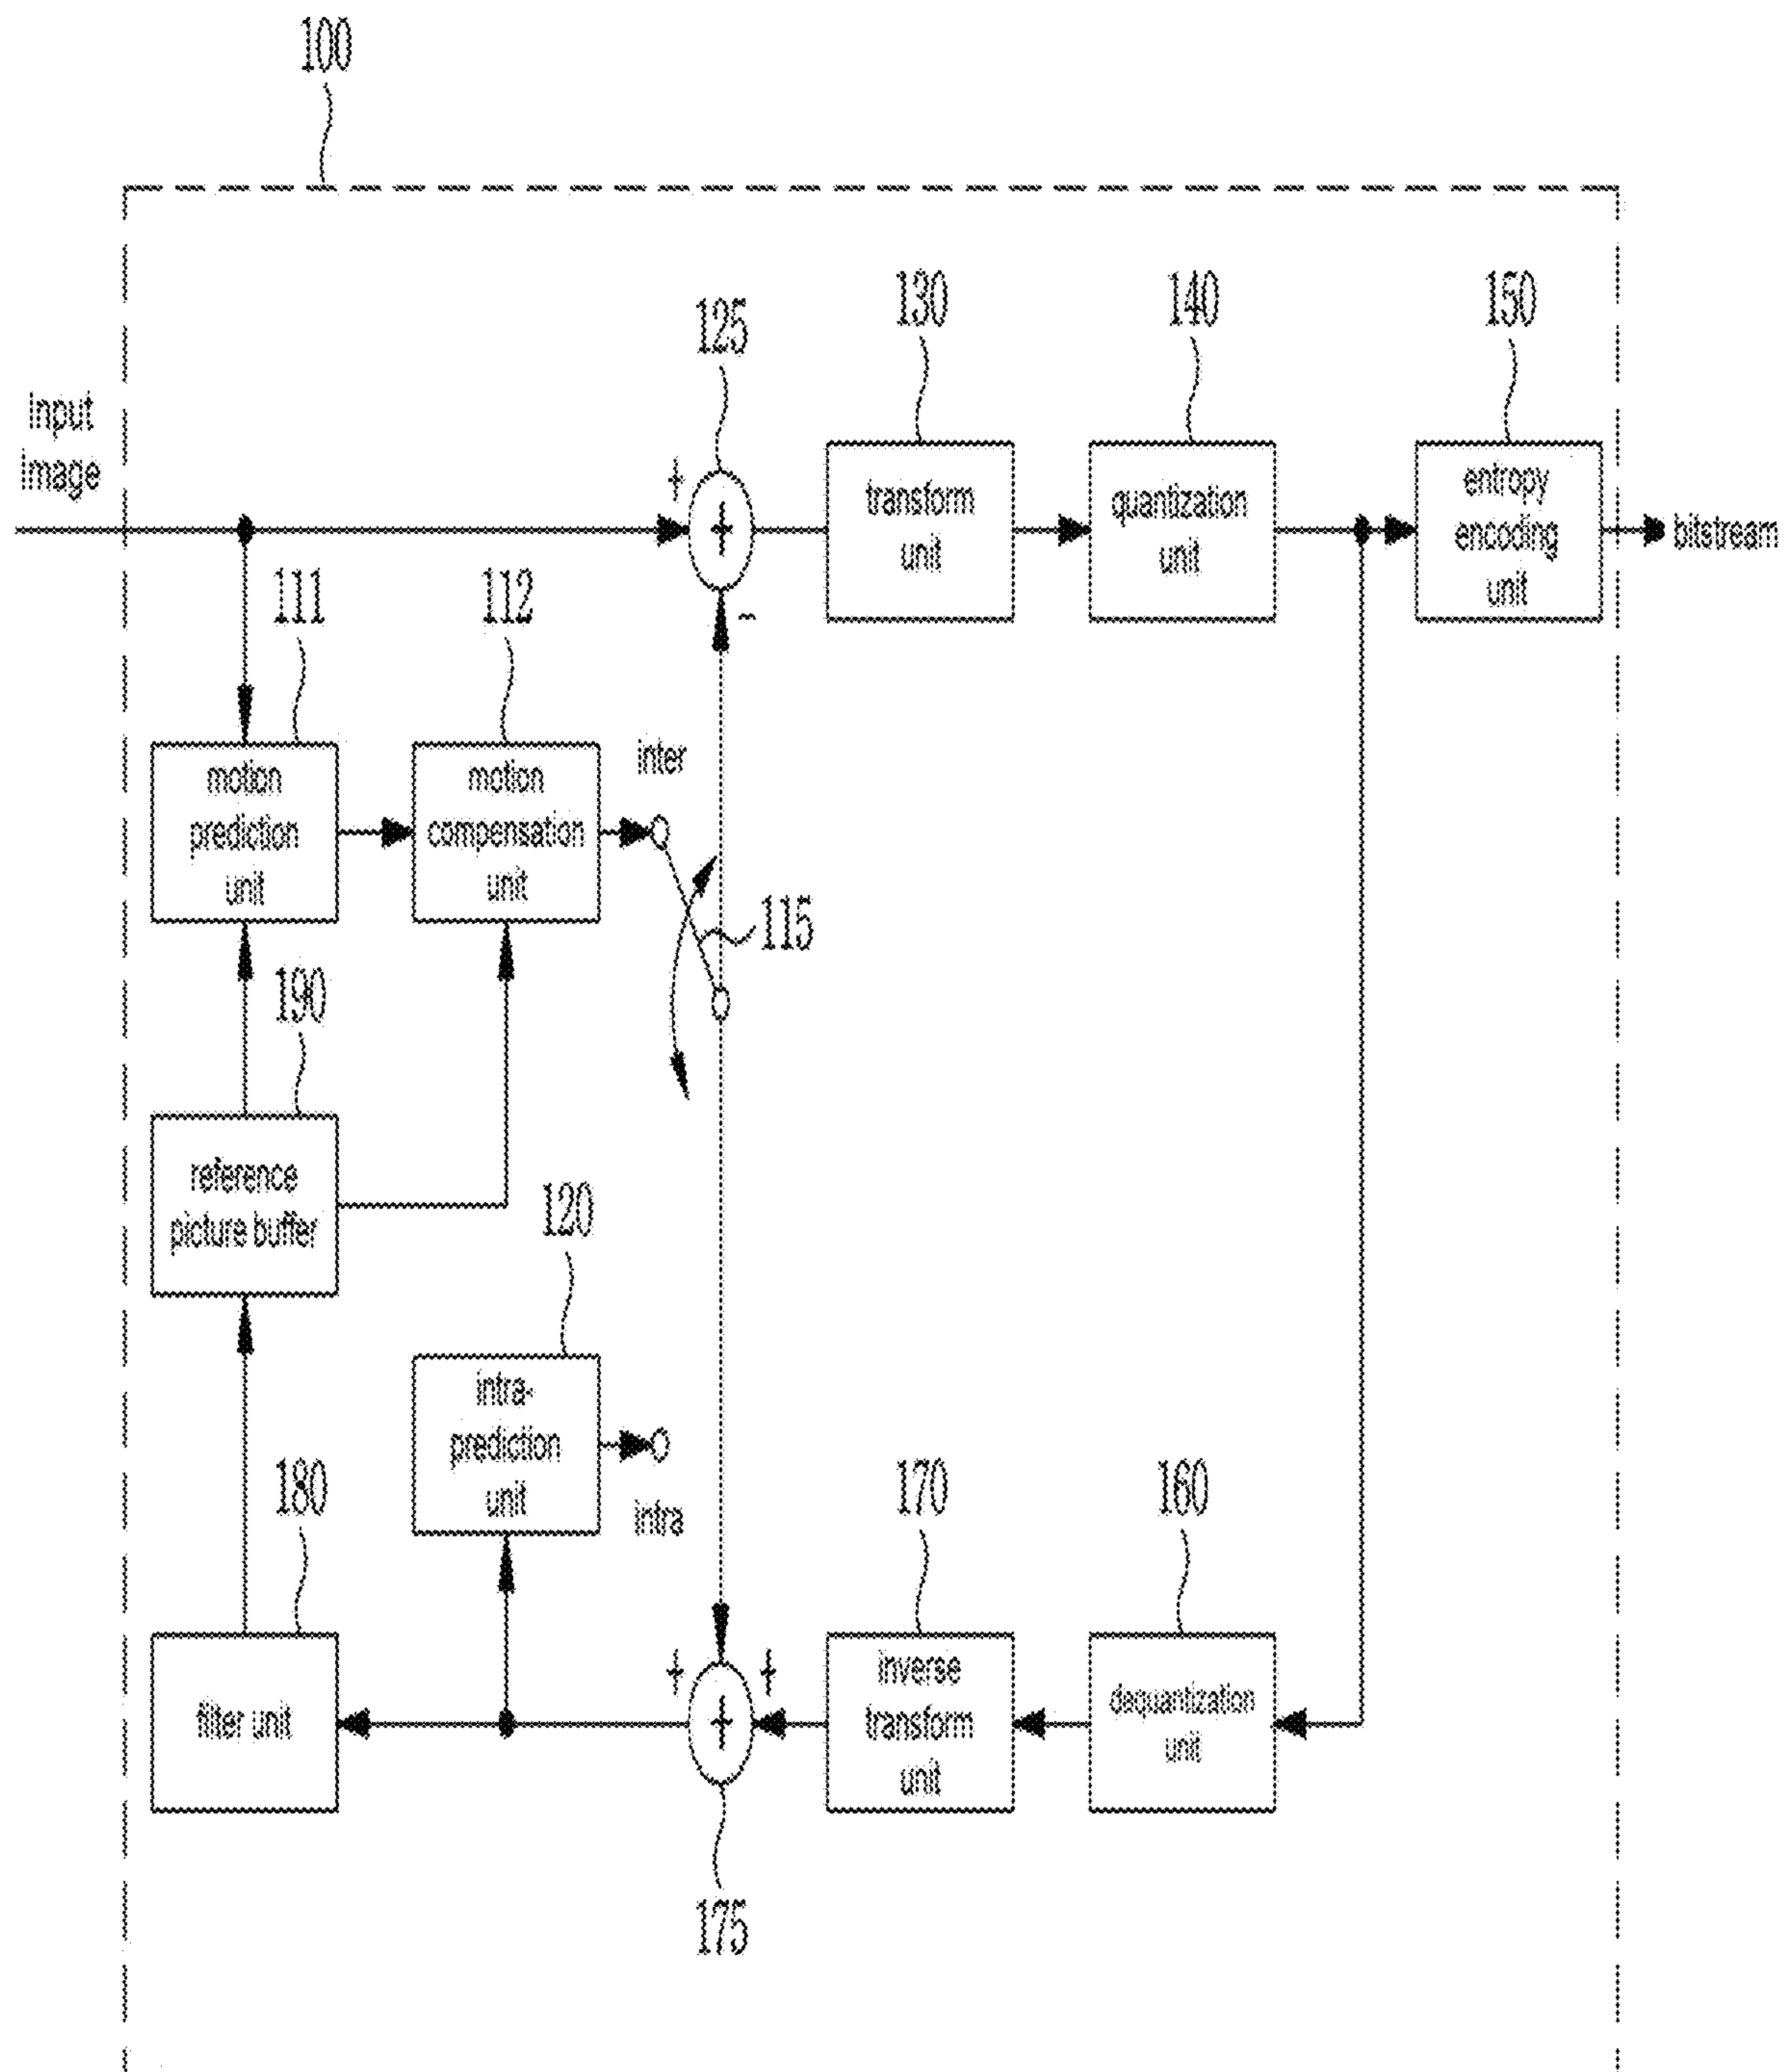 100
125
130
140
150
Input
image
+
+
transform
unit
quantization
unit
entropy
encoding
unit
bitstream
-
111
112
motion
prediction
unit
motion
compensation
unit
inter
115
190
reference
picture buffer
120
intra-
prediction
unit
intra
180
170
160
filter unit
+
+
+
inverse
transform
unit
dequantization
unit
175